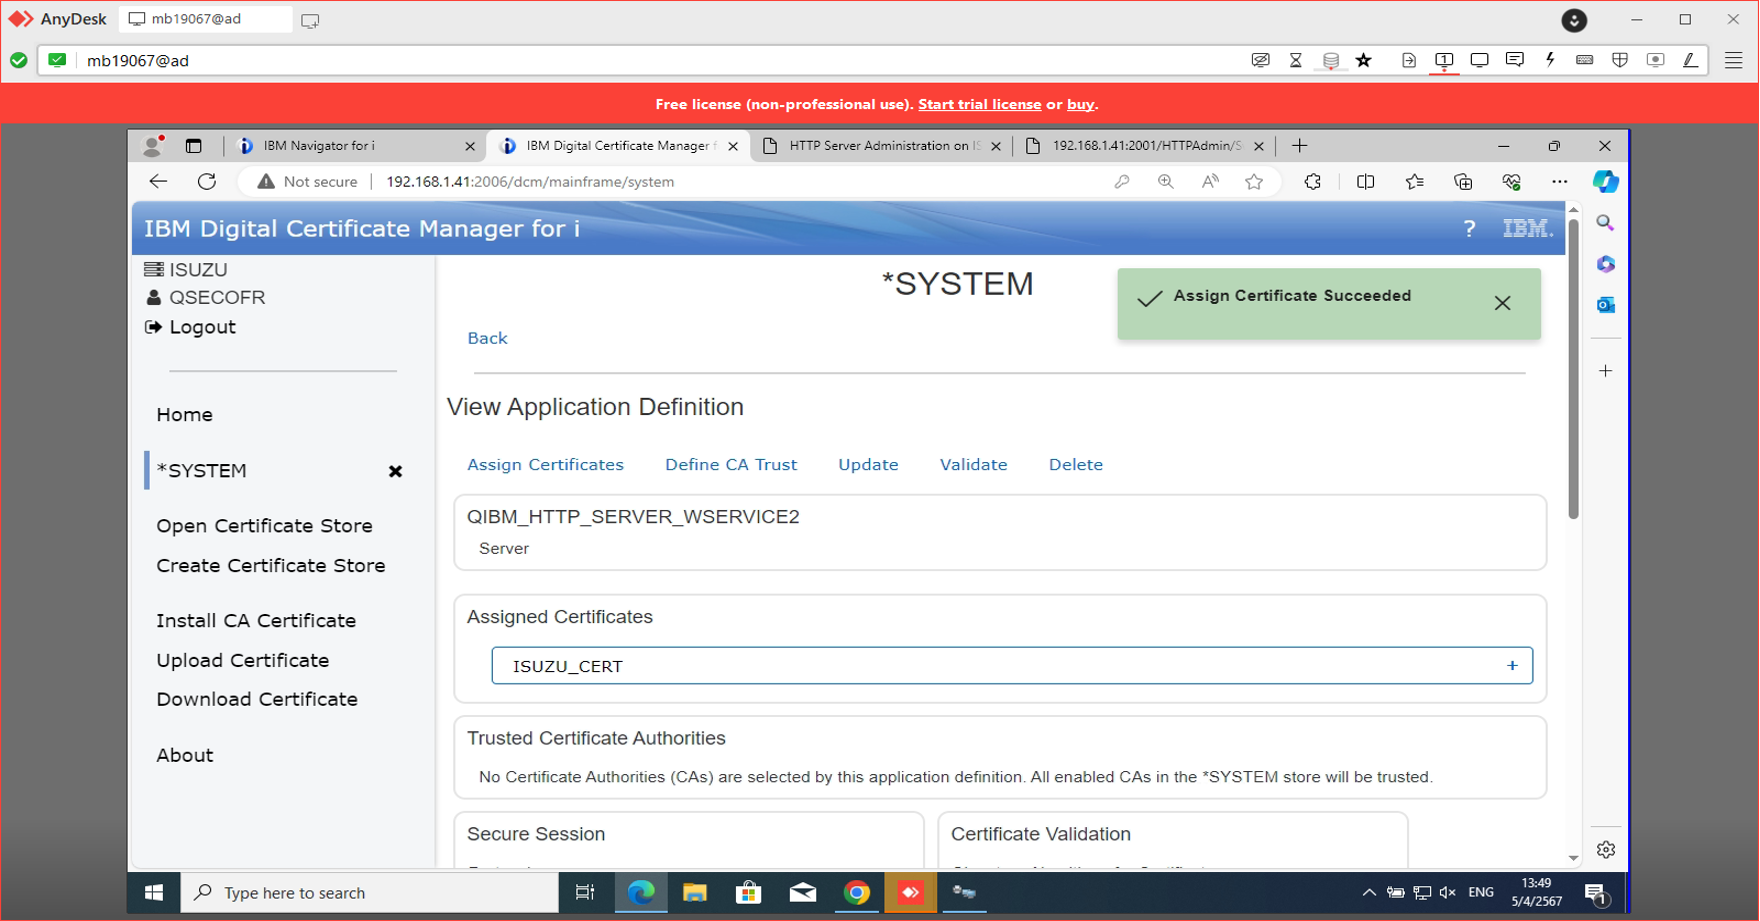 AnyDesk
mb19067@ad
mb19067@ad
1
Free license (non-professional use). Start trial license or buy.
IBM Navigator for i
IBM Digital Certificate Manager f
HTTP Server Administration on IS
192.168.1.41:2001/HTTPAdmin/S
Not secure
192.168.1.41:2006/dcm/mainframe/system
IBM Digital Certificate Manager for i
?
IBM.
ISUZU
QSECOFR
Logout
Home
*SYSTEM
Open Certificate Store
Create Certificate Store
Install CA Certificate
Upload Certificate
Download Certificate
About
*SYSTEM
Assign Certificate Succeeded
Back
View Application Definition
Assign Certificates
Define CA Trust
Update
Validate
Delete
QIBM_HTTP_SERVER_WSERVICE2
Server
Assigned Certificates
ISUZU_CERT
+
Trusted Certificate Authorities
No Certificate Authorities (CAs) are selected by this application definition. All enabled CAs in the *SYSTEM store will be trusted.
Secure Session
Certificate Validation
Type here to search
ENG
13:49
5/4/2567
1